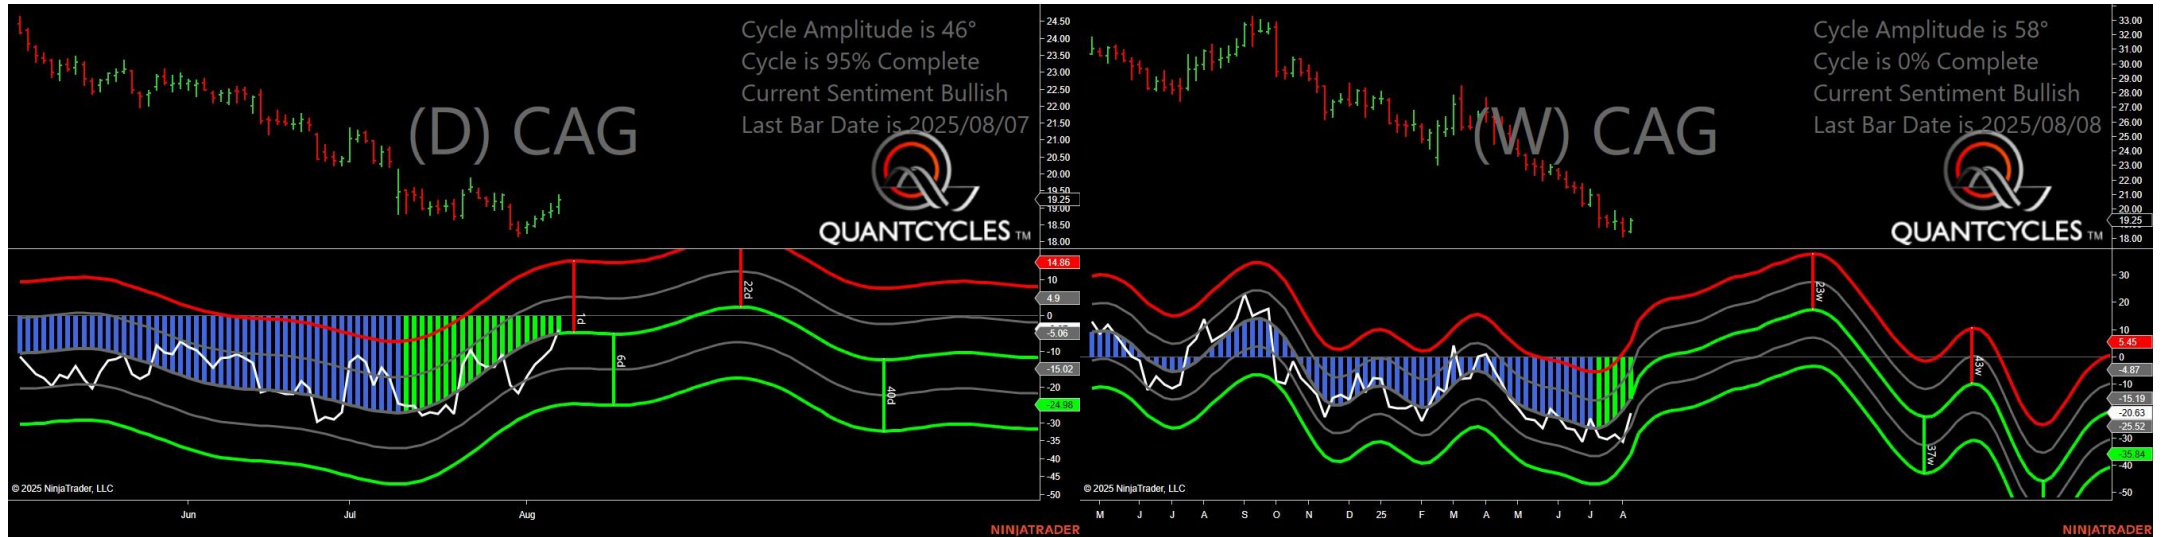 Cycle Amplitude is 46°
Cycle is 95% Complete
Current Sentiment Bullish
Last Bar Date is 2025/08/07
(D) CAG
QUANTCYCLES TM
24.50
24.00
23.50
23.00
22.50
22.00
21.50
21.00
20.50
20.00
19.50
19.25
19.00
18.50
18.00
14.86
10
4.9
0
-5.06
-10
-15.02
-20
-24.98
-30
-35
-40
-45
-50
1d
6d
22d
40d
© 2025 NinjaTrader, LLC
Jun
Jul
Aug
NINJATRADER
Cycle Amplitude is 58°
Cycle is 0% Complete
Current Sentiment Bullish
Last Bar Date is 2025/08/08
(W) CAG
QUANTCYCLES TM
33.00
32.00
31.00
30.00
29.00
28.00
27.00
26.00
25.00
24.00
23.00
22.00
21.00
20.00
19.25
18.00
30
20
10
5.45
0
-4.87
-10
-15.19
-20.63
-25.52
-30
-35.84
-40
-50
23w
37w
43w
© 2025 NinjaTrader, LLC
M J J A S O N D 25 F M A M J J A
NINJATRADER